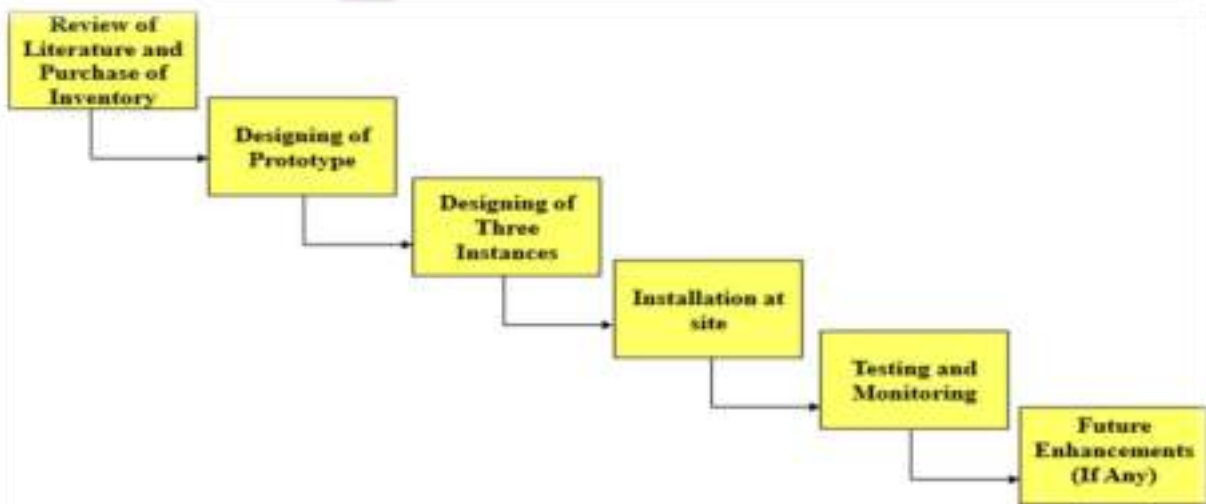 Review of
Literature and
Purchase of
Inventory
Designing of
Prototype
Designing of
Three
Instances
Installation at
site
Testing and
Monitoring
Future
Enhancements
(If Any)